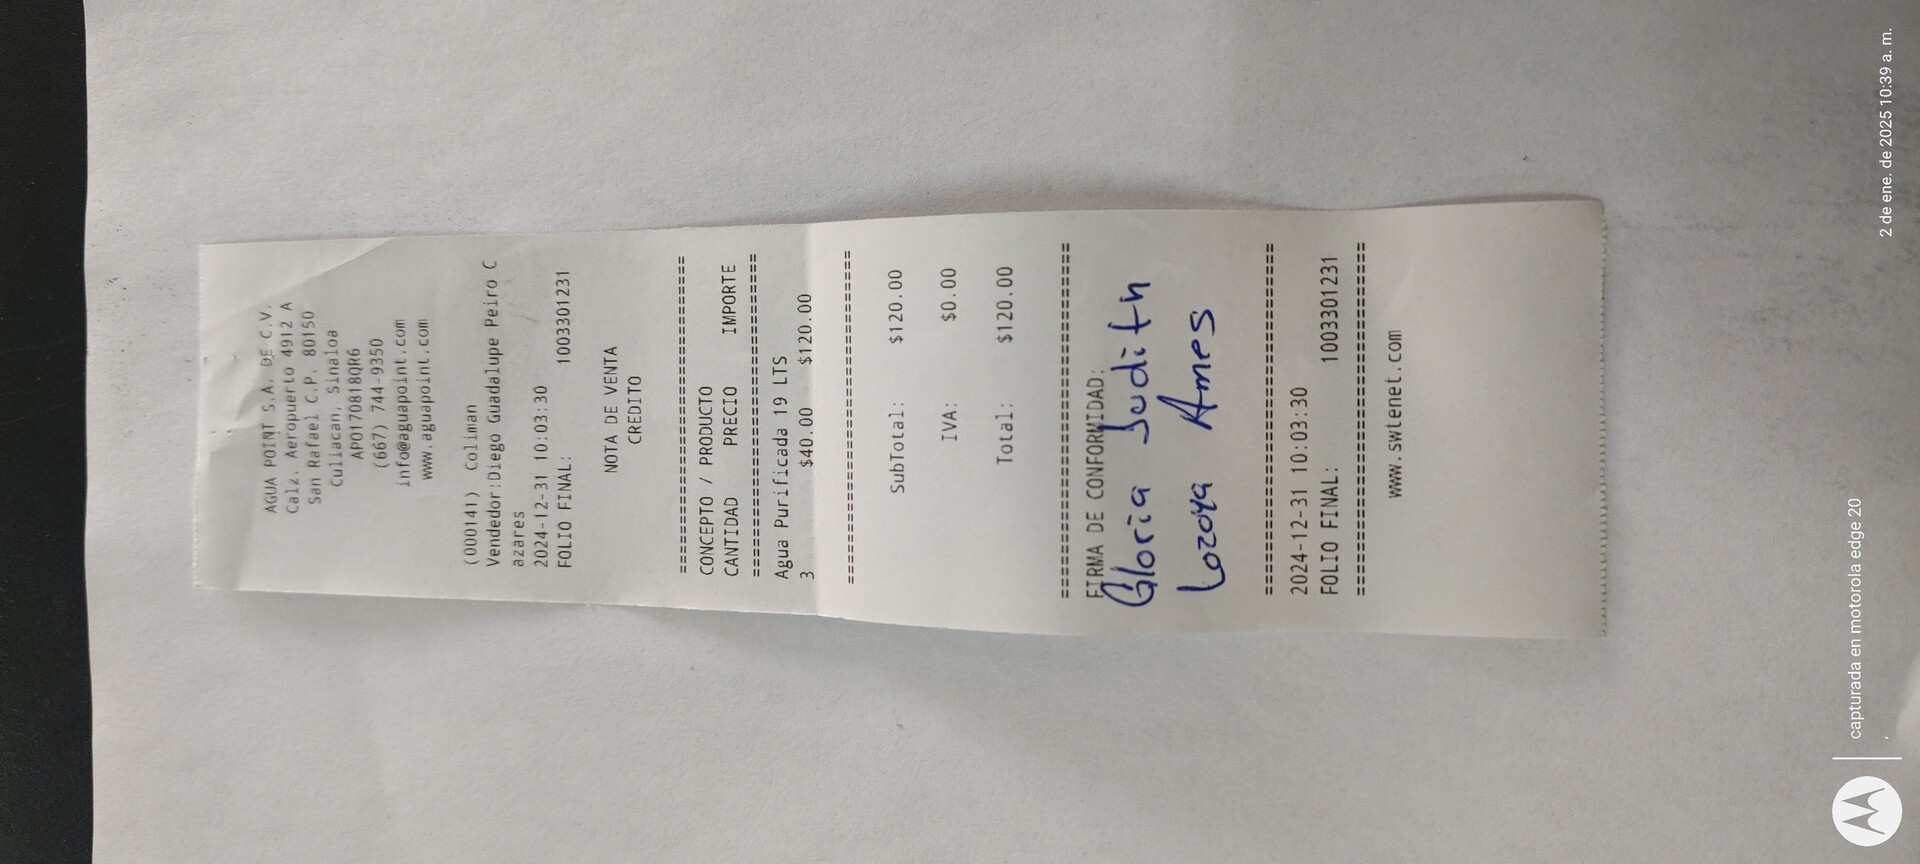 AGUA POINT S.A. DE C.V.
Calz. Aeropuerto 4912 A
San Rafael C.P. 80150
Culiacan, Sinaloa
APO170818QR6
(667) 744-9350
info@aguapoint.com
www.aguapoint.com
(000141) Coliman
Vendedor:Diego Guadalupe Peiro C
azares
2024-12-31 10:03:30
FOLIO FINAL: 1003301231
NOTA DE VENTA
CREDITO
================================
CONCEPTO / PRODUCTO
CANTIDAD PRECIO IMPORTE
================================
Agua Purificada 19 LTS
3 $40.00 $120.00
================================
SubTotal: $120.00
IVA: $0.00
Total: $120.00
================================
FIRMA DE CONFORMIDAD:
Gloria Judith
Lozoya Ames
================================
2024-12-31 10:03:30
FOLIO FINAL: 1003301231
================================
www.swtenet.com
capturada en motorola edge 20
2 de ene. de 2025 10:39 a. m.